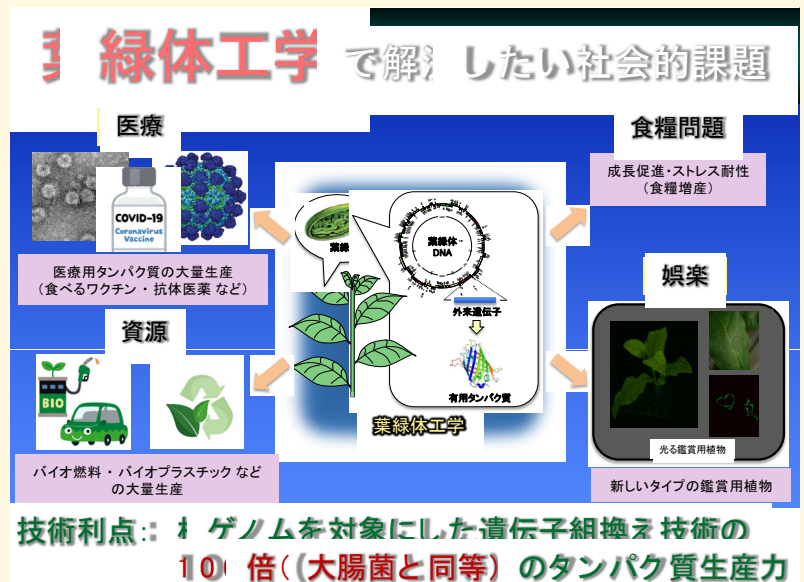 葉緑体工学で解決したい社会的課題
医療
COVID-19
Coronavirus
Vaccine
医療用タンパク質の大量生産
（食べるワクチン・抗体医薬 など）
資源
BIO
バイオ燃料・バイオプラスチック など
の大量生産
葉緑
葉緑体
DNA
外来遺伝子
有用タンパク質
葉緑体工学
食糧問題
成長促進・ストレス耐性
（食糧増産）
娯楽
光る鑑賞用植物
新しいタイプの鑑賞用植物
技術利点： 核ゲノムを対象にした遺伝子組換え技術の
倍（大腸菌と同等）のタンパク質生産力